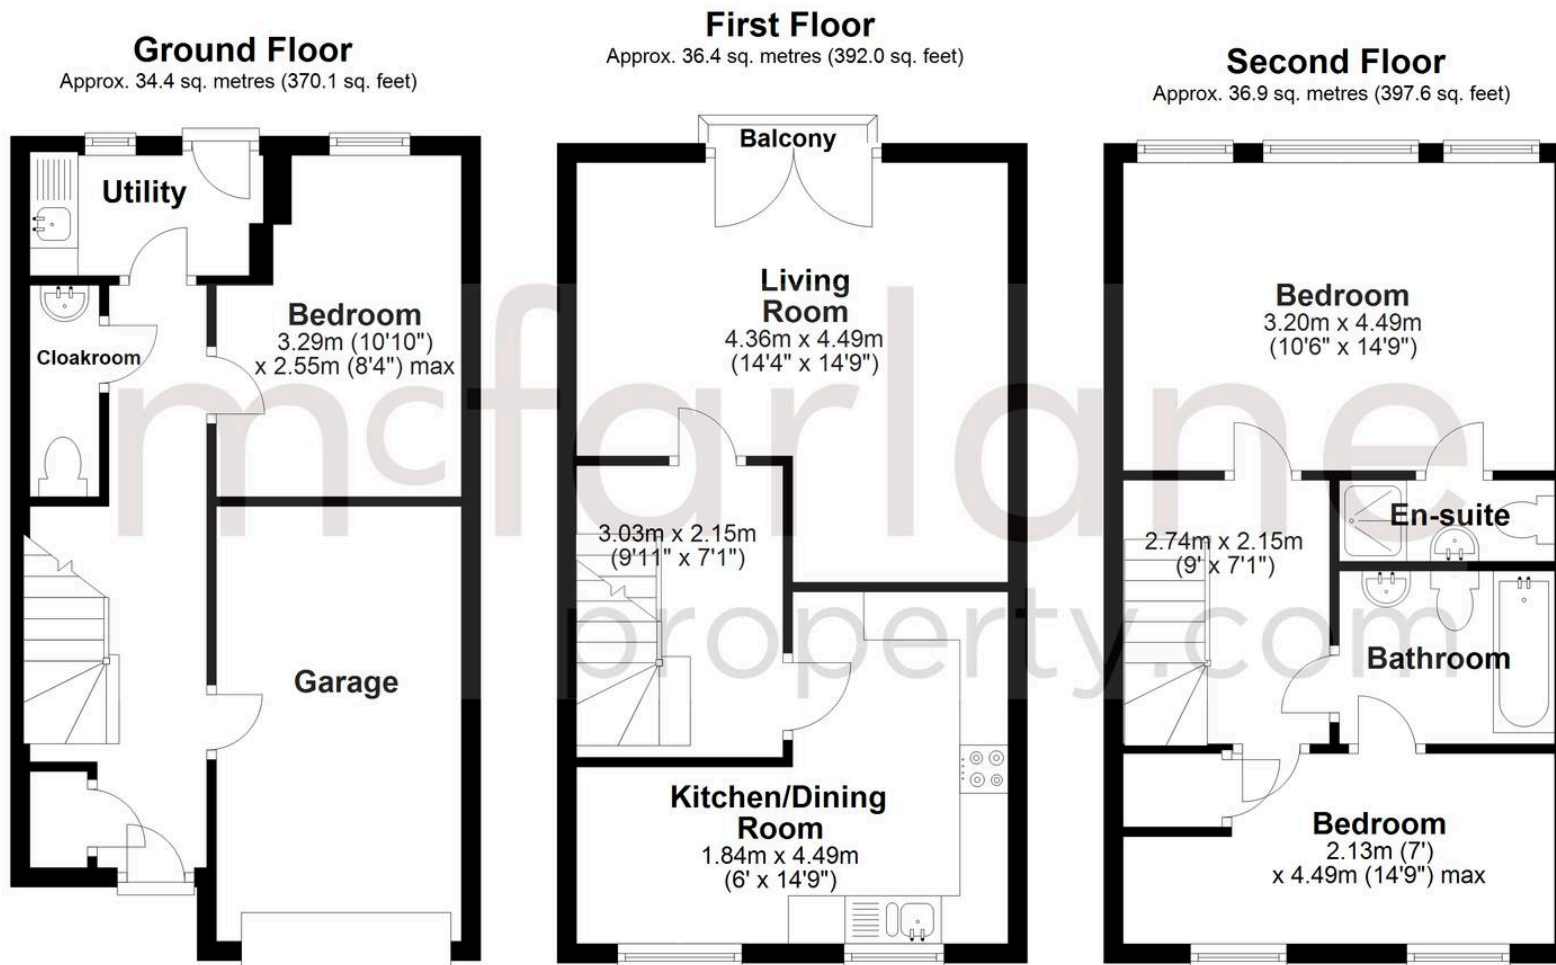 Ground Floor
Approx. 34.4 sq. metres (370.1 sq. feet)
Utility
Bedroom
3.29m (10'10")
x 2.55m (8'4") max
Cloakroom
Garage
First Floor
Approx. 36.4 sq. metres (392.0 sq. feet)
Balcony
Living
Room
4.36m x 4.49m
(14'4" x 14'9")
3.03m x 2.15m
(9'11" x 7'1")
Kitchen/Dining
Room
1.84m x 4.49m
(6' x 14'9")
Second Floor
Approx. 36.9 sq. metres (397.6 sq. feet)
Bedroom
3.20m x 4.49m
(10'6" x 14'9")
En-suite
2.74m x 2.15m
(9' x 7'1")
Bathroom
Bedroom
2.13m (7')
x 4.49m (14'9") max
mcfarlane
property.com